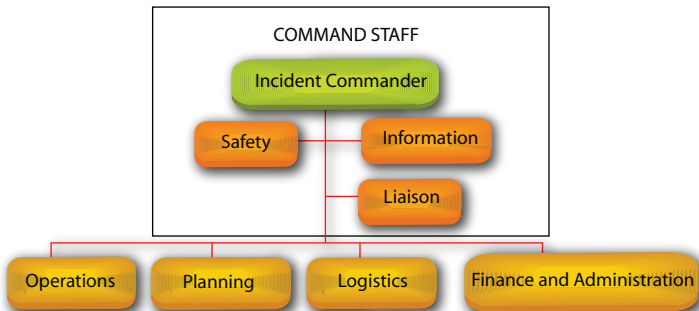 COMMAND STAFF
Incident Commander
Safety
Information
Liaison
Operations
Planning
Logistics
Finance and Administration